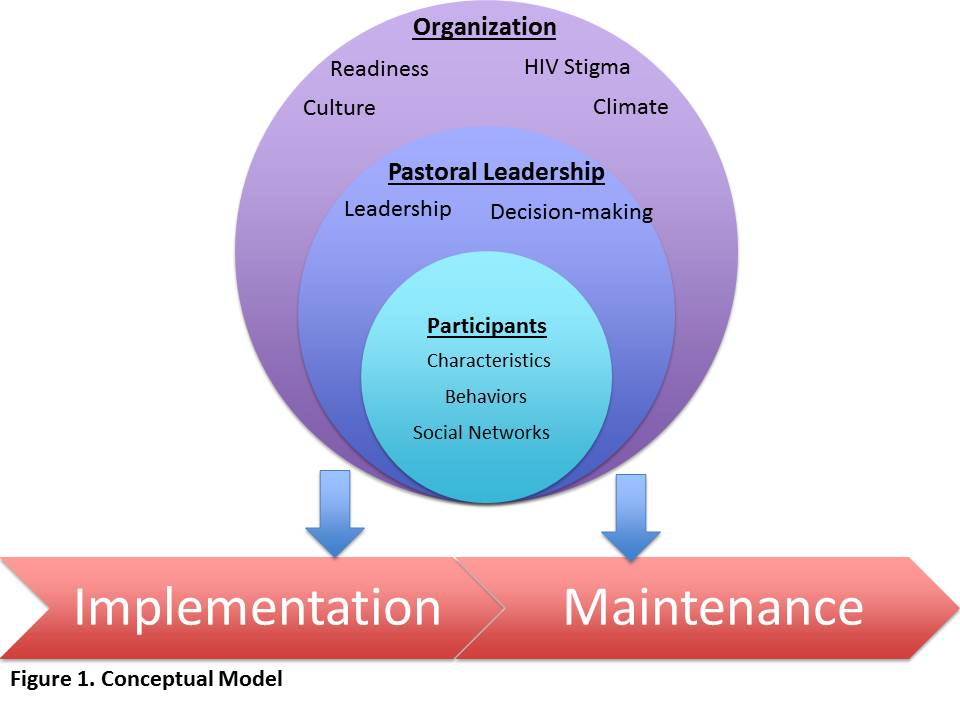 Organization
Readiness HIV Stigma
Culture Climate
Pastoral Leadership
Leadership Decision-making
Participants
Characteristics
Behaviors
Social Networks
Implementation Maintenance
Figure 1. Conceptual Model